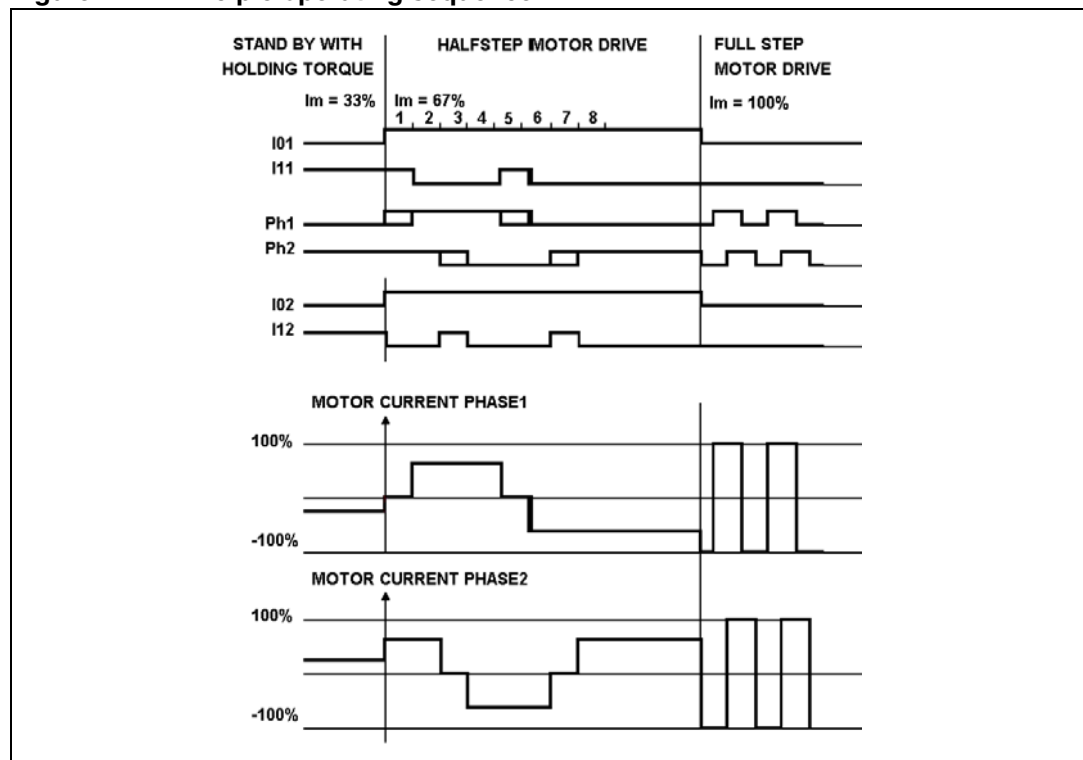 STAND BY WITH
HOLDING TORQUE
HALFSTEP MOTOR DRIVE
FULL STEP
MOTOR DRIVE
Im = 33%
Im = 67%
Im = 100%
1 2 3 4 5 6 7 8
I01
I11
Ph1
Ph2
I02
I12
MOTOR CURRENT PHASE1
100%
-100%
MOTOR CURRENT PHASE2
100%
-100%